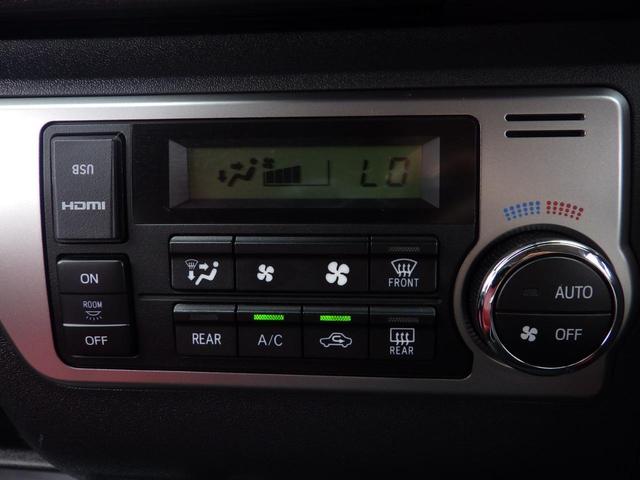 USB
HDMI
LO
FRONT
ON
ROOM
OFF
REAR
A/C
REAR
AUTO
OFF